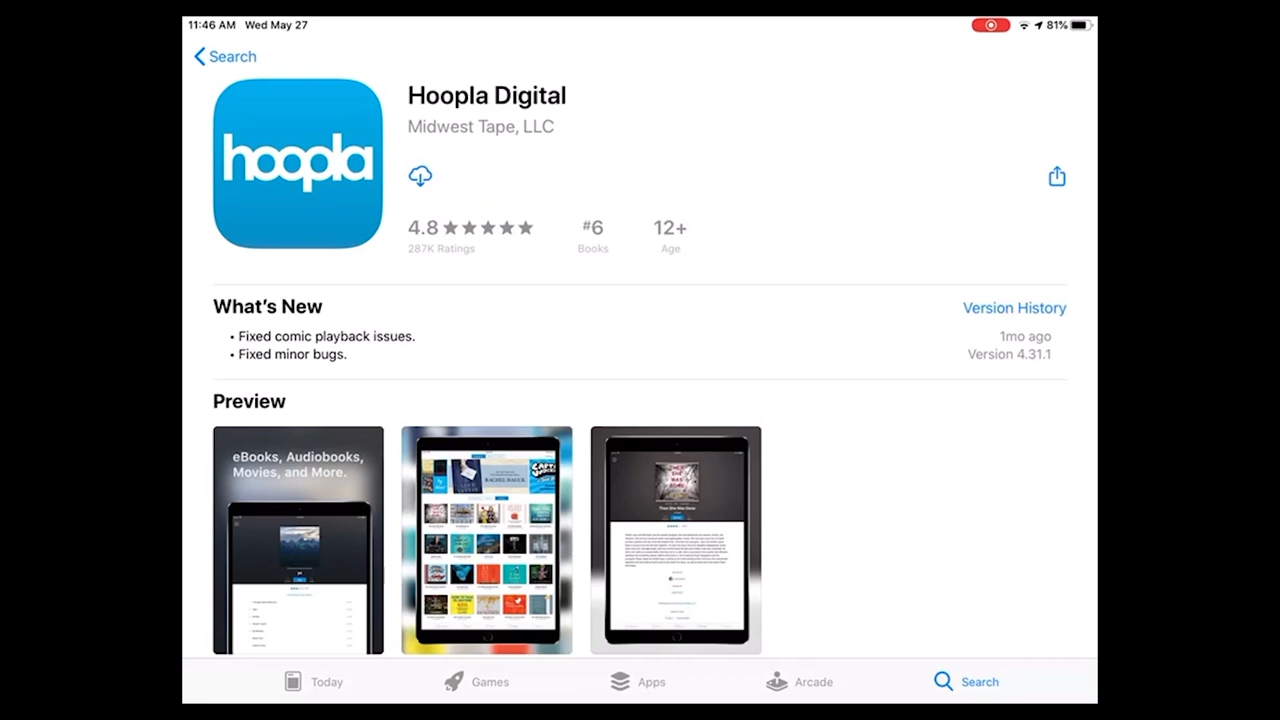 11:46 AM Wed May 27
81%
Search
hoopla
Hoopla Digital
Midwest Tape, LLC
4.8
#6
12+
287K Ratings
Books
Age
What's New
Version History
• Fixed comic playback issues.
1mo ago
• Fixed minor bugs.
Version 4.31.1
Preview
eBooks, Audiobooks,
Movies, and More.
RACHEL HAUCK
Today
Games
Apps
Arcade
Search